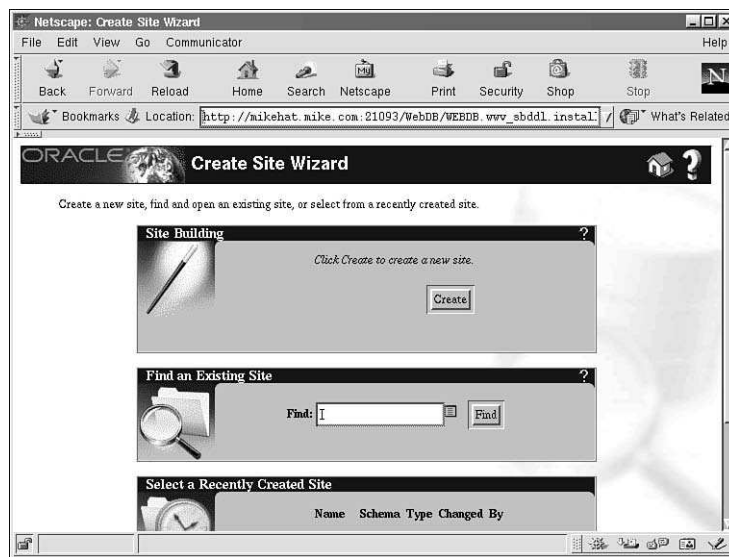 Netscape: Create Site Wizard
File Edit View Go Communicator Help
Back Forward Reload Home Search Netscape Print Security Shop Stop
My
N
Bookmarks Location: http://mikehat.mike.com:21093/WebDB/WEBDB.wwv_sbddl.instal What's Related
ORACLE Create Site Wizard ?
Create a new site, find and open an existing site, or select from a recently created site.
Site Building ?
Click Create to create a new site.
Create
Find an Existing Site ?
Find: Find
Select a Recently Created Site
Name Schema Type Changed By